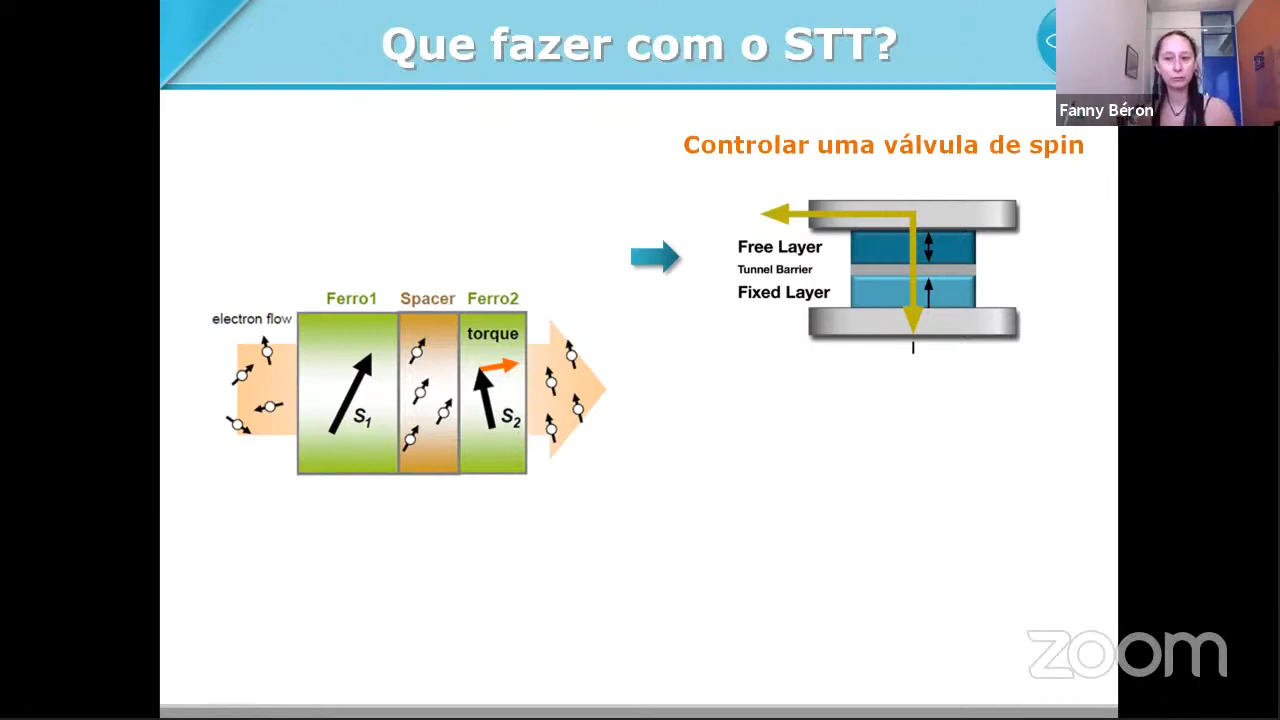 Que fazer com o STT?
Fanny Béron
Controlar uma válvula de spin
Free Layer
Tunnel Barrier
Fixed Layer
I
Ferro1 Spacer Ferro2
electron flow
torque
S1
S2
zoom